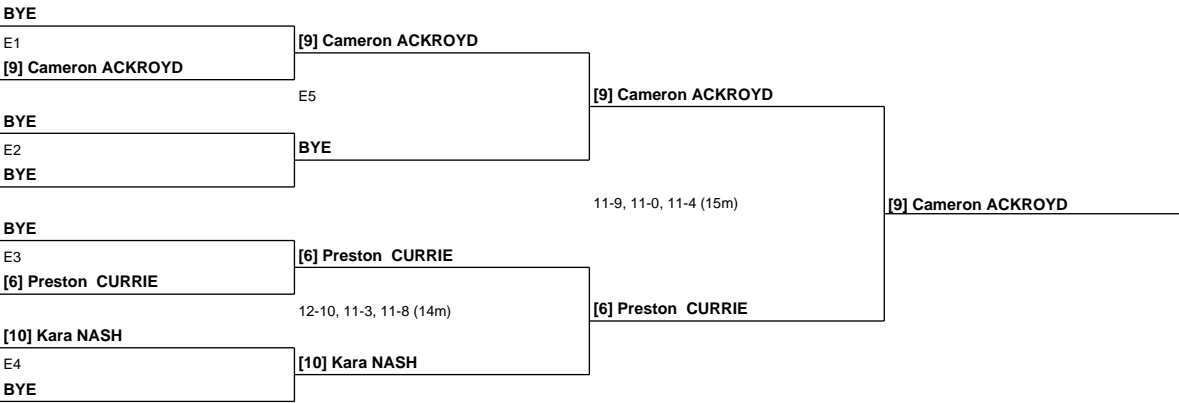 BYE
E1
[9] Cameron ACKROYD
BYE
E2
BYE
BYE
E3
[6] Preston  CURRIE
[10] Kara NASH
E4
BYE
[9] Cameron ACKROYD
E5
BYE
[6] Preston  CURRIE
12-10, 11-3, 11-8 (14m)
[10] Kara NASH
[9] Cameron ACKROYD
11-9, 11-0, 11-4 (15m)
[6] Preston  CURRIE
[9] Cameron ACKROYD